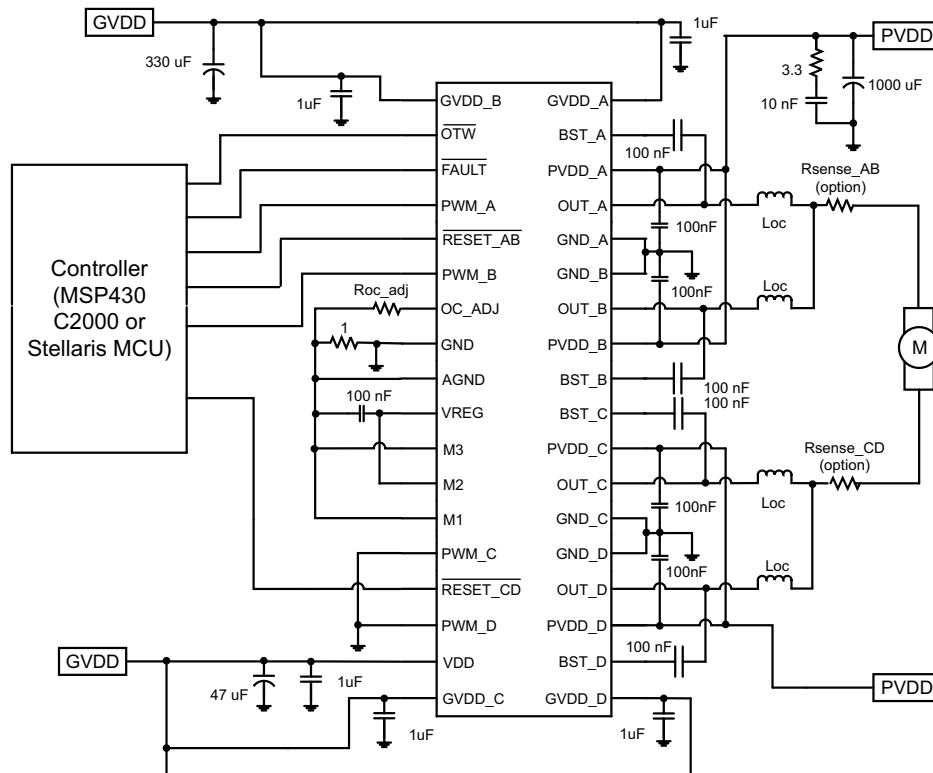 GVDD
1uF
PVDD
330 uF
1uF
3.3
10 nF
1000 uF
GVDD_B
GVDD_A
OTW
BST_A
100 nF
FAULT
PVDD_A
Rsense_AB
(option)
PWM_A
OUT_A
Loc
100nF
RESET_AB
GND_A
Controller
(MSP430
C2000 or
Stellaris MCU)
PWM_B
GND_B
100nF
Loc
Roc_adj
OC_ADJ
OUT_B
1
GND
PVDD_B
M
AGND
BST_B
100 nF
100 nF
100 nF
VREG
BST_C
M3
PVDD_C
Rsense_CD
(option)
M2
OUT_C
Loc
100nF
M1
GND_C
PWM_C
GND_D
100nF
Loc
RESET_CD
OUT_D
PWM_D
PVDD_D
100 nF
GVDD
VDD
BST_D
47 uF
1uF
PVDD
GVDD_C
GVDD_D
1uF
1uF